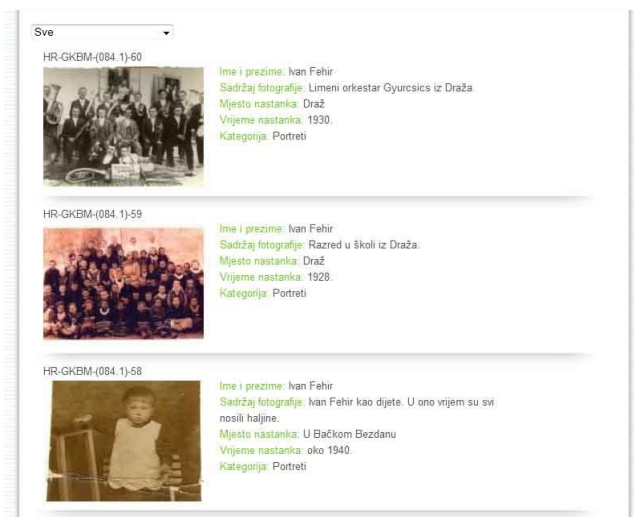 Sve
HR-GKBM-(084.1)-60
Ime i prezime: Ivan Fehir
Sadržaj fotografije: Limeni orkestar Gyurcsics iz Draža
Mjesto nastanka: Draž
Vrijeme nastanka: 1930.
Kategorija: Portreti
HR-GKBM-(084.1)-59
Ime i prezime: Ivan Fehir
Sadržaj fotografije: Razred u školi iz Draža.
Mjesto nastanka: Draž
Vrijeme nastanka: 1928.
Kategorija: Portreti
HR-GKBM-(084.1)-58
Ime i prezime: Ivan Fehir
Sadržaj fotografije: Ivan Fehir kao dijete. U ono vrijem su svi
nosili haljine.
Mjesto nastanka: U Bačkom Bezdanu
Vrijeme nastanka: oko 1940.
Kategorija: Portreti